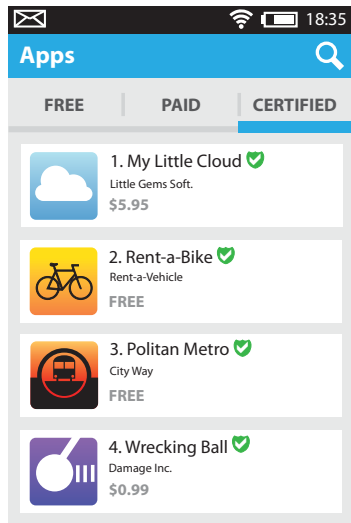 18:35
Apps
FREE PAID CERTIFIED
1. My Little Cloud
Little Gems Soft.
$5.95
2. Rent-a-Bike
Rent-a-Vehicle
FREE
3. Politan Metro
City Way
FREE
4. Wrecking Ball
Damage Inc.
$0.99